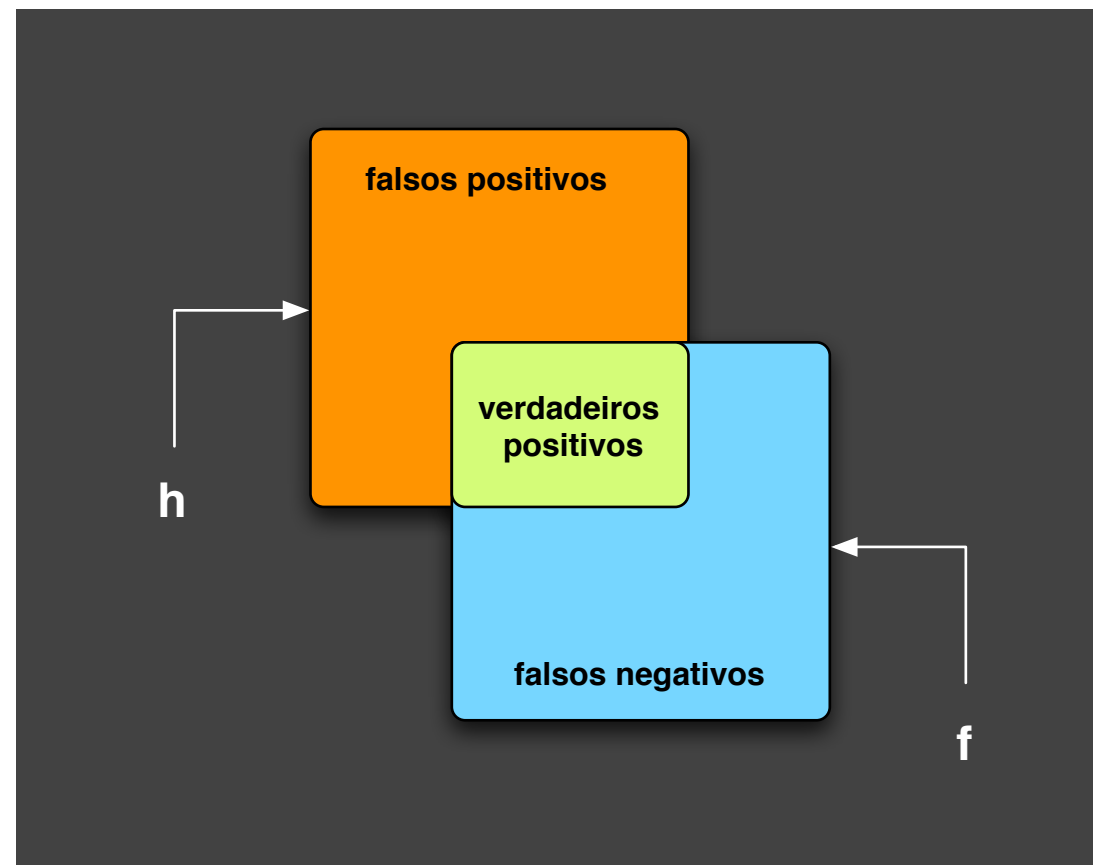 falsos positivos
verdadeiros
positivos
h
falsos negativos
f